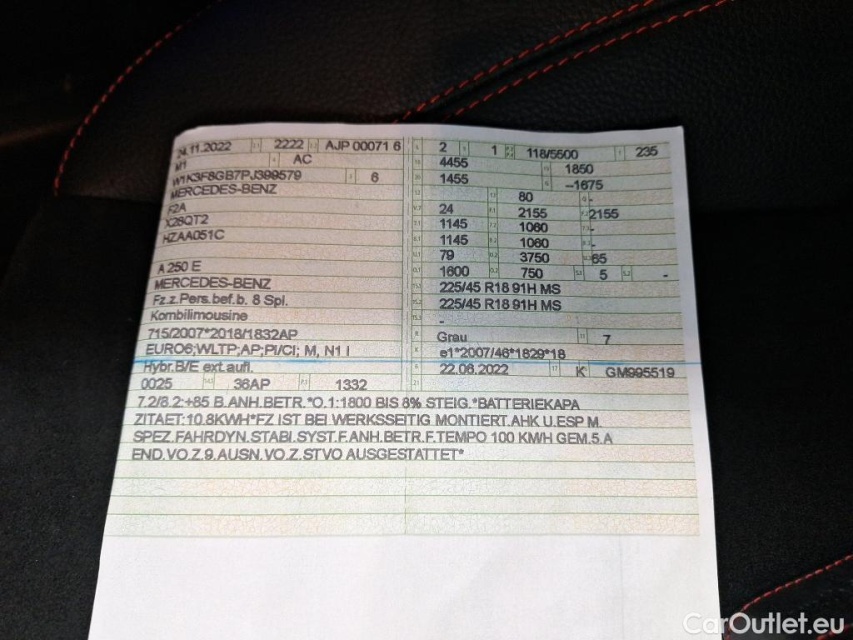 24.11.2022 2222 AJP 00071 6
M1 AC
W1K3F8GB7PJ399579 6
MERCEDES-BENZ
F2A
X28QT2
HZAA051C
A 250 E
MERCEDES-BENZ
Fz.z.Pers.bef.b. 8 Spl.
Kombilimousine
715/2007*2018/1832AP
EURO6;WLTP;AP;PI/CI; M, N1 I
Hybr.B/E ext.aufl.
0025 36AP 1332
2 1 118/5500 235
4455 1850
1455 –1675
80 -
24 2155 2155
1145 1060 -
1145 1060 -
79 3750 65
1600 750 5 -
225/45 R18 91H MS
225/45 R18 91H MS
-
Grau 7
e1*2007/46*1829*18
22.06.2022 K GM995519
7.2/8.2:+85 B.ANH.BETR.*O.1:1800 BIS 8% STEIG.*BATTERIEKAPA
ZITAET:10.8KWH*FZ IST BEI WERKSSEITIG MONTIERT.AHK U.ESP M.
SPEZ.FAHRDYN.STABI.SYST.F.ANH.BETR.F.TEMPO 100 KM/H GEM.5.A
END.VO.Z.9.AUSN.VO.Z.STVO AUSGESTATTET*
CarOutlet.eu